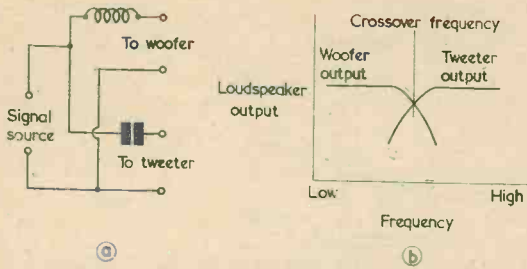 To woofer
Signal
source
To tweeter
a
Crossover frequency
Woofer
output
Tweeter
output
Loudspeaker
output
Low
High
Frequency
b